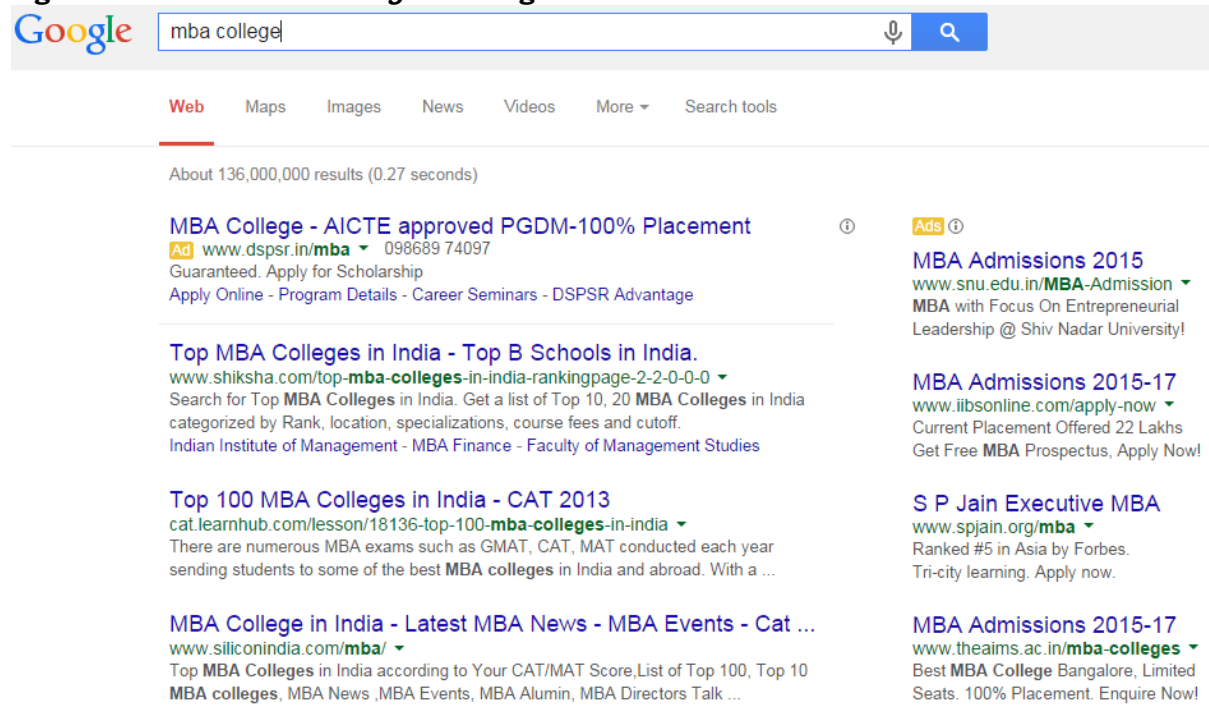 Google
mba college
Web Maps Images News Videos More Search tools
About 136,000,000 results (0.27 seconds)
MBA College - AICTE approved PGDM-100% Placement
Ad www.dspsr.in/mba 098689 74097
Guaranteed. Apply for Scholarship
Apply Online - Program Details - Career Seminars - DSPSR Advantage
Top MBA Colleges in India - Top B Schools in India.
www.shiksha.com/top-mba-colleges-in-india-rankingpage-2-2-0-0-0
Search for Top MBA Colleges in India. Get a list of Top 10, 20 MBA Colleges in India
categorized by Rank, location, specializations, course fees and cutoff.
Indian Institute of Management - MBA Finance - Faculty of Management Studies
Top 100 MBA Colleges in India - CAT 2013
cat.learnhub.com/lesson/18136-top-100-mba-colleges-in-india
There are numerous MBA exams such as GMAT, CAT, MAT conducted each year
sending students to some of the best MBA colleges in India and abroad. With a ...
MBA College in India - Latest MBA News - MBA Events - Cat ...
www.siliconindia.com/mba/
Top MBA Colleges in India according to Your CAT/MAT Score,List of Top 100, Top 10
MBA colleges, MBA News ,MBA Events, MBA Alumin, MBA Directors Talk ...
Ads
MBA Admissions 2015
www.snu.edu.in/MBA-Admission
MBA with Focus On Entrepreneurial
Leadership @ Shiv Nadar University!
MBA Admissions 2015-17
www.iibsonline.com/apply-now
Current Placement Offered 22 Lakhs
Get Free MBA Prospectus, Apply Now!
S P Jain Executive MBA
www.spjain.org/mba
Ranked #5 in Asia by Forbes.
Tri-city learning. Apply now.
MBA Admissions 2015-17
www.theaims.ac.in/mba-colleges
Best MBA College Bangalore, Limited
Seats. 100% Placement. Enquire Now!